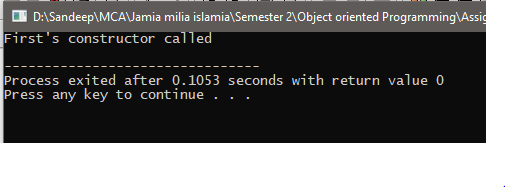 D:\Sandeep\MCA\Jamia milia islamia\Semester 2\Object oriented Programming\Assig
First's constructor called
--------------------------------
Process exited after 0.1053 seconds with return value 0
Press any key to continue . . .